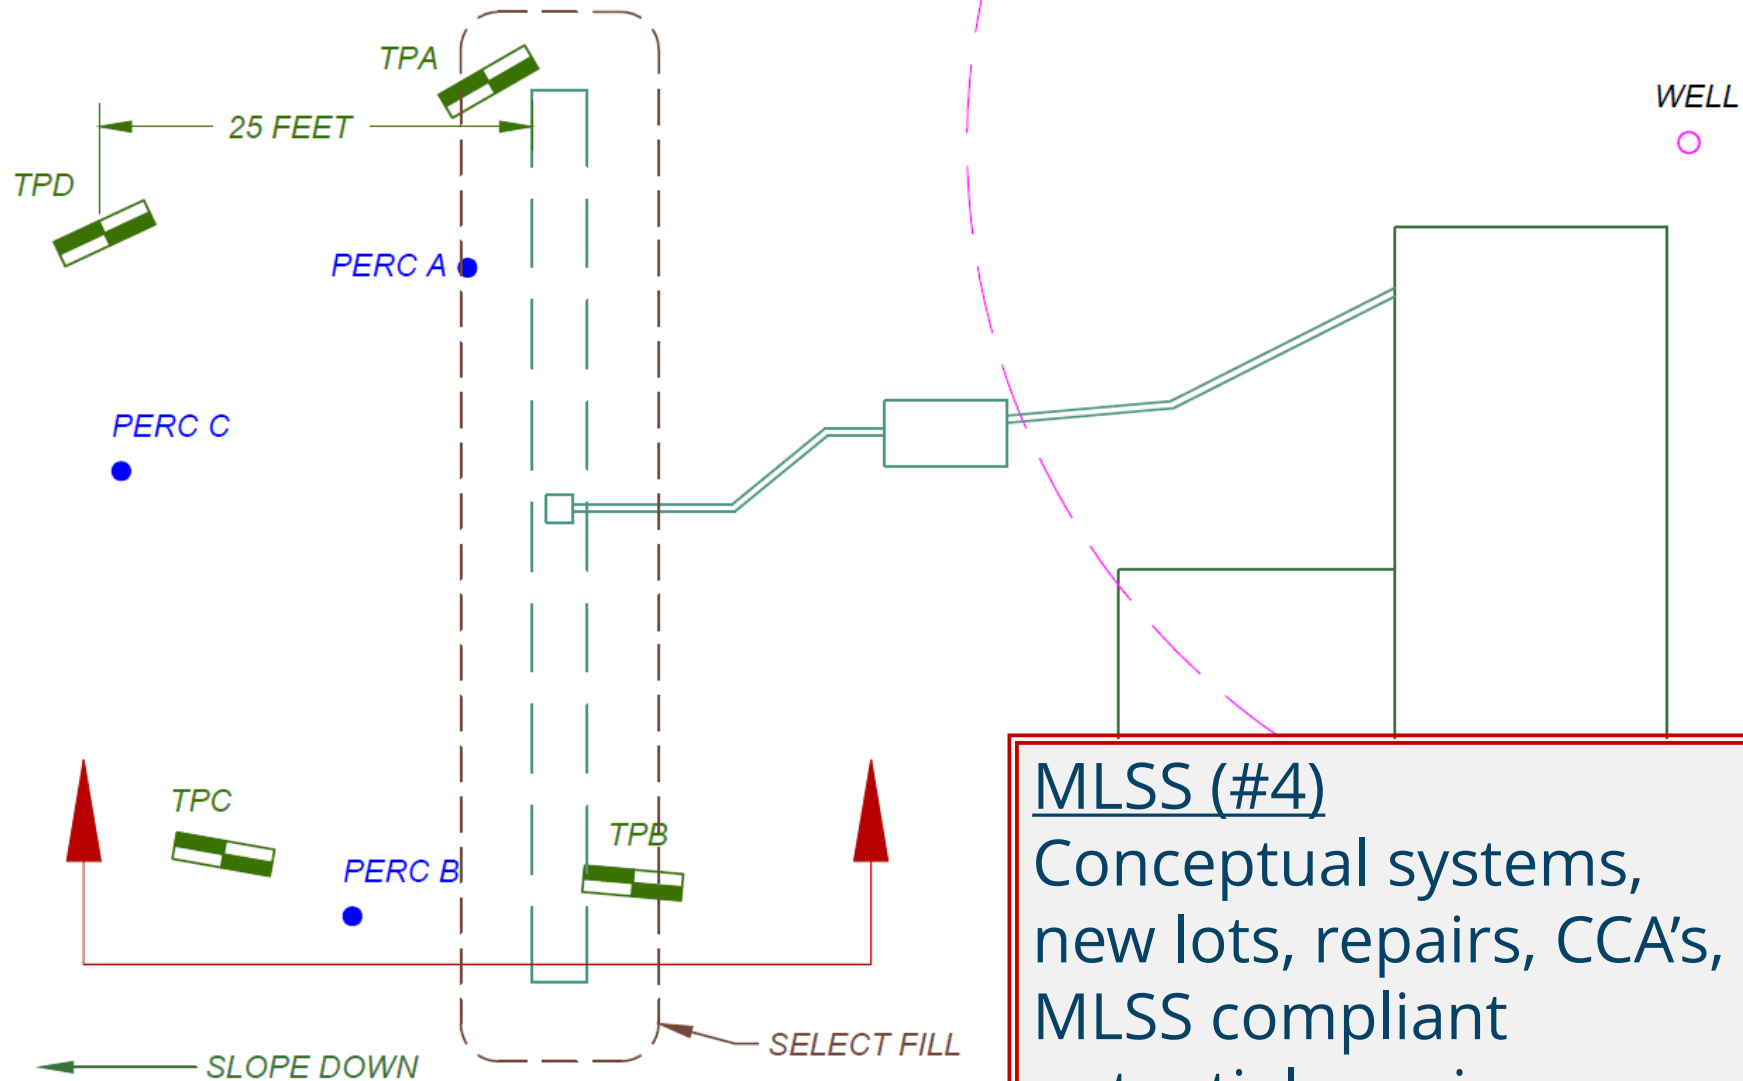 TPA
25 FEET
WELL
TPD
PERC A
PERC C
TPC
TPB
PERC B
MLSS (#4)
Conceptual systems,
new lots, repairs, CCA’s,
MLSS compliant
SELECT FILL
SLOPE DOWN